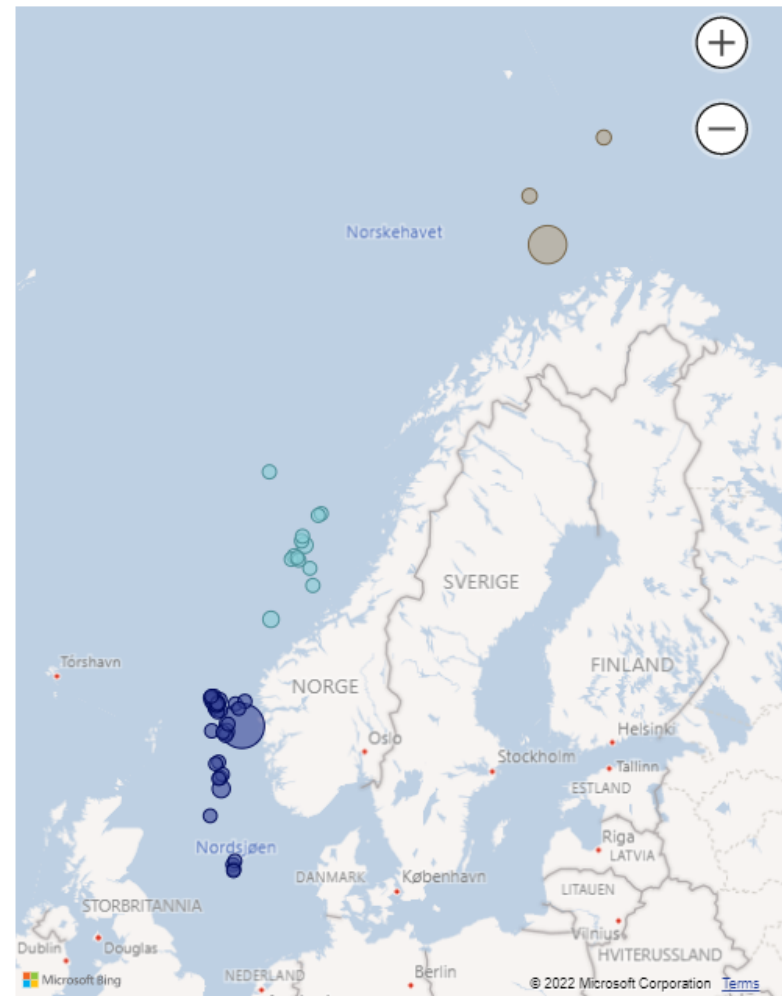 +
−
Norskehavet
SVERIGE
Tórshavn
FINLAND
NORGE
Helsink
Oslo
Stockholm
Tallinn
ESTLAND
Riga
LATVIA
Nordsjøen
DANMARK
København
LITAUEN
STORBRITANNIA
Vilnius
Dublin
Douglas
HVITERUSSLAND
NEDERLAND
Berlin
Microsoft Bing
© 2022 Microsoft Corporation Terms